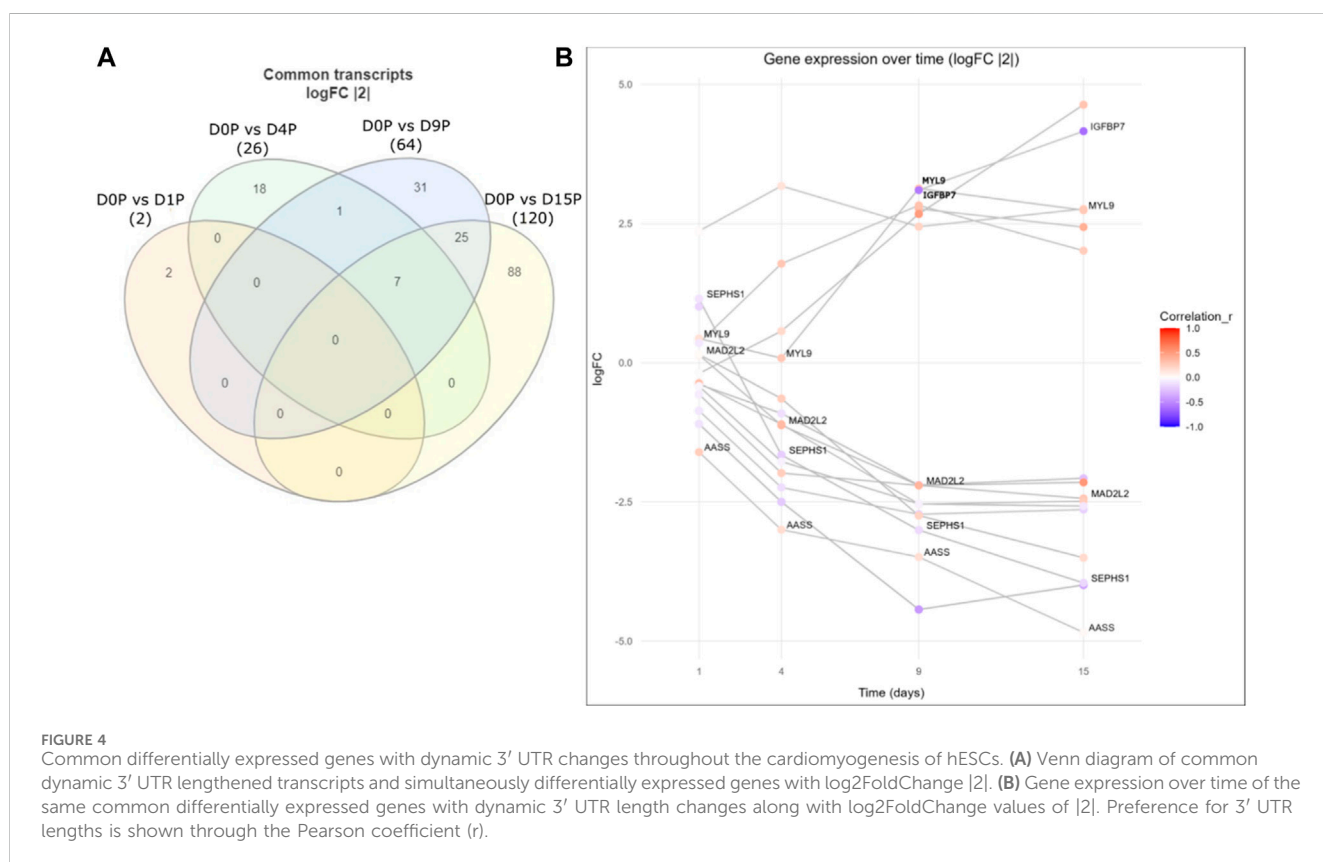 A
Common transcripts
logFC |2|
D0P vs D4P
(26)
D0P vs D9P
(64)
D0P vs D1P
(2)
D0P vs D15P
(120)
18
31
1
0
25
2
0
7
88
0
0
0
0
0
0
B
Gene expression over time (logFC |2|)
5.0
2.5
0.0
-2.5
-5.0
logFC
IGFBP7
MYL9
IGFBP7
MYL9
SEPHS1
MYL9
MAD2L2
MYL9
MAD2L2
AASS
SEPHS1
MAD2L2
MAD2L2
AASS
SEPHS1
AASS
SEPHS1
AASS
1
4
9
15
Time (days)
Correlation_r
1.0
0.5
0.0
-0.5
-1.0
FIGURE 4
Common differentially expressed genes with dynamic 3′ UTR changes throughout the cardiomyogenesis of hESCs. (A) Venn diagram of common
dynamic 3′ UTR lengthened transcripts and simultaneously differentially expressed genes with log2FoldChange |2|. (B) Gene expression over time of the
same common differentially expressed genes with dynamic 3′ UTR length changes along with log2FoldChange values of |2|. Preference for 3′ UTR
lengths is shown through the Pearson coefficient (r).